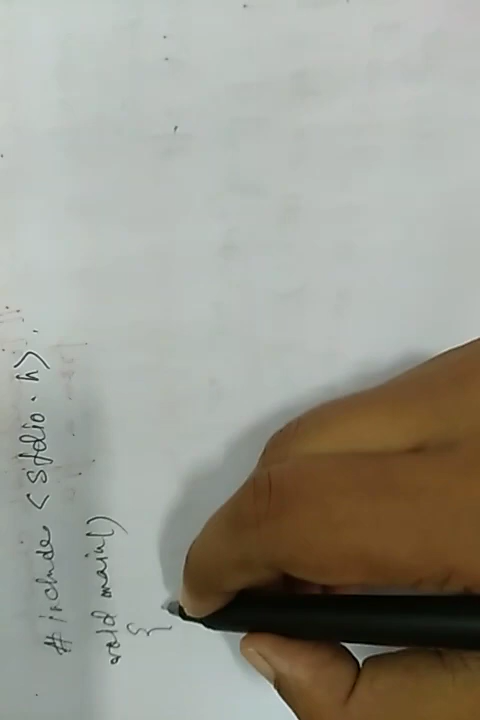 # include <stdio.h>.
void main()
{